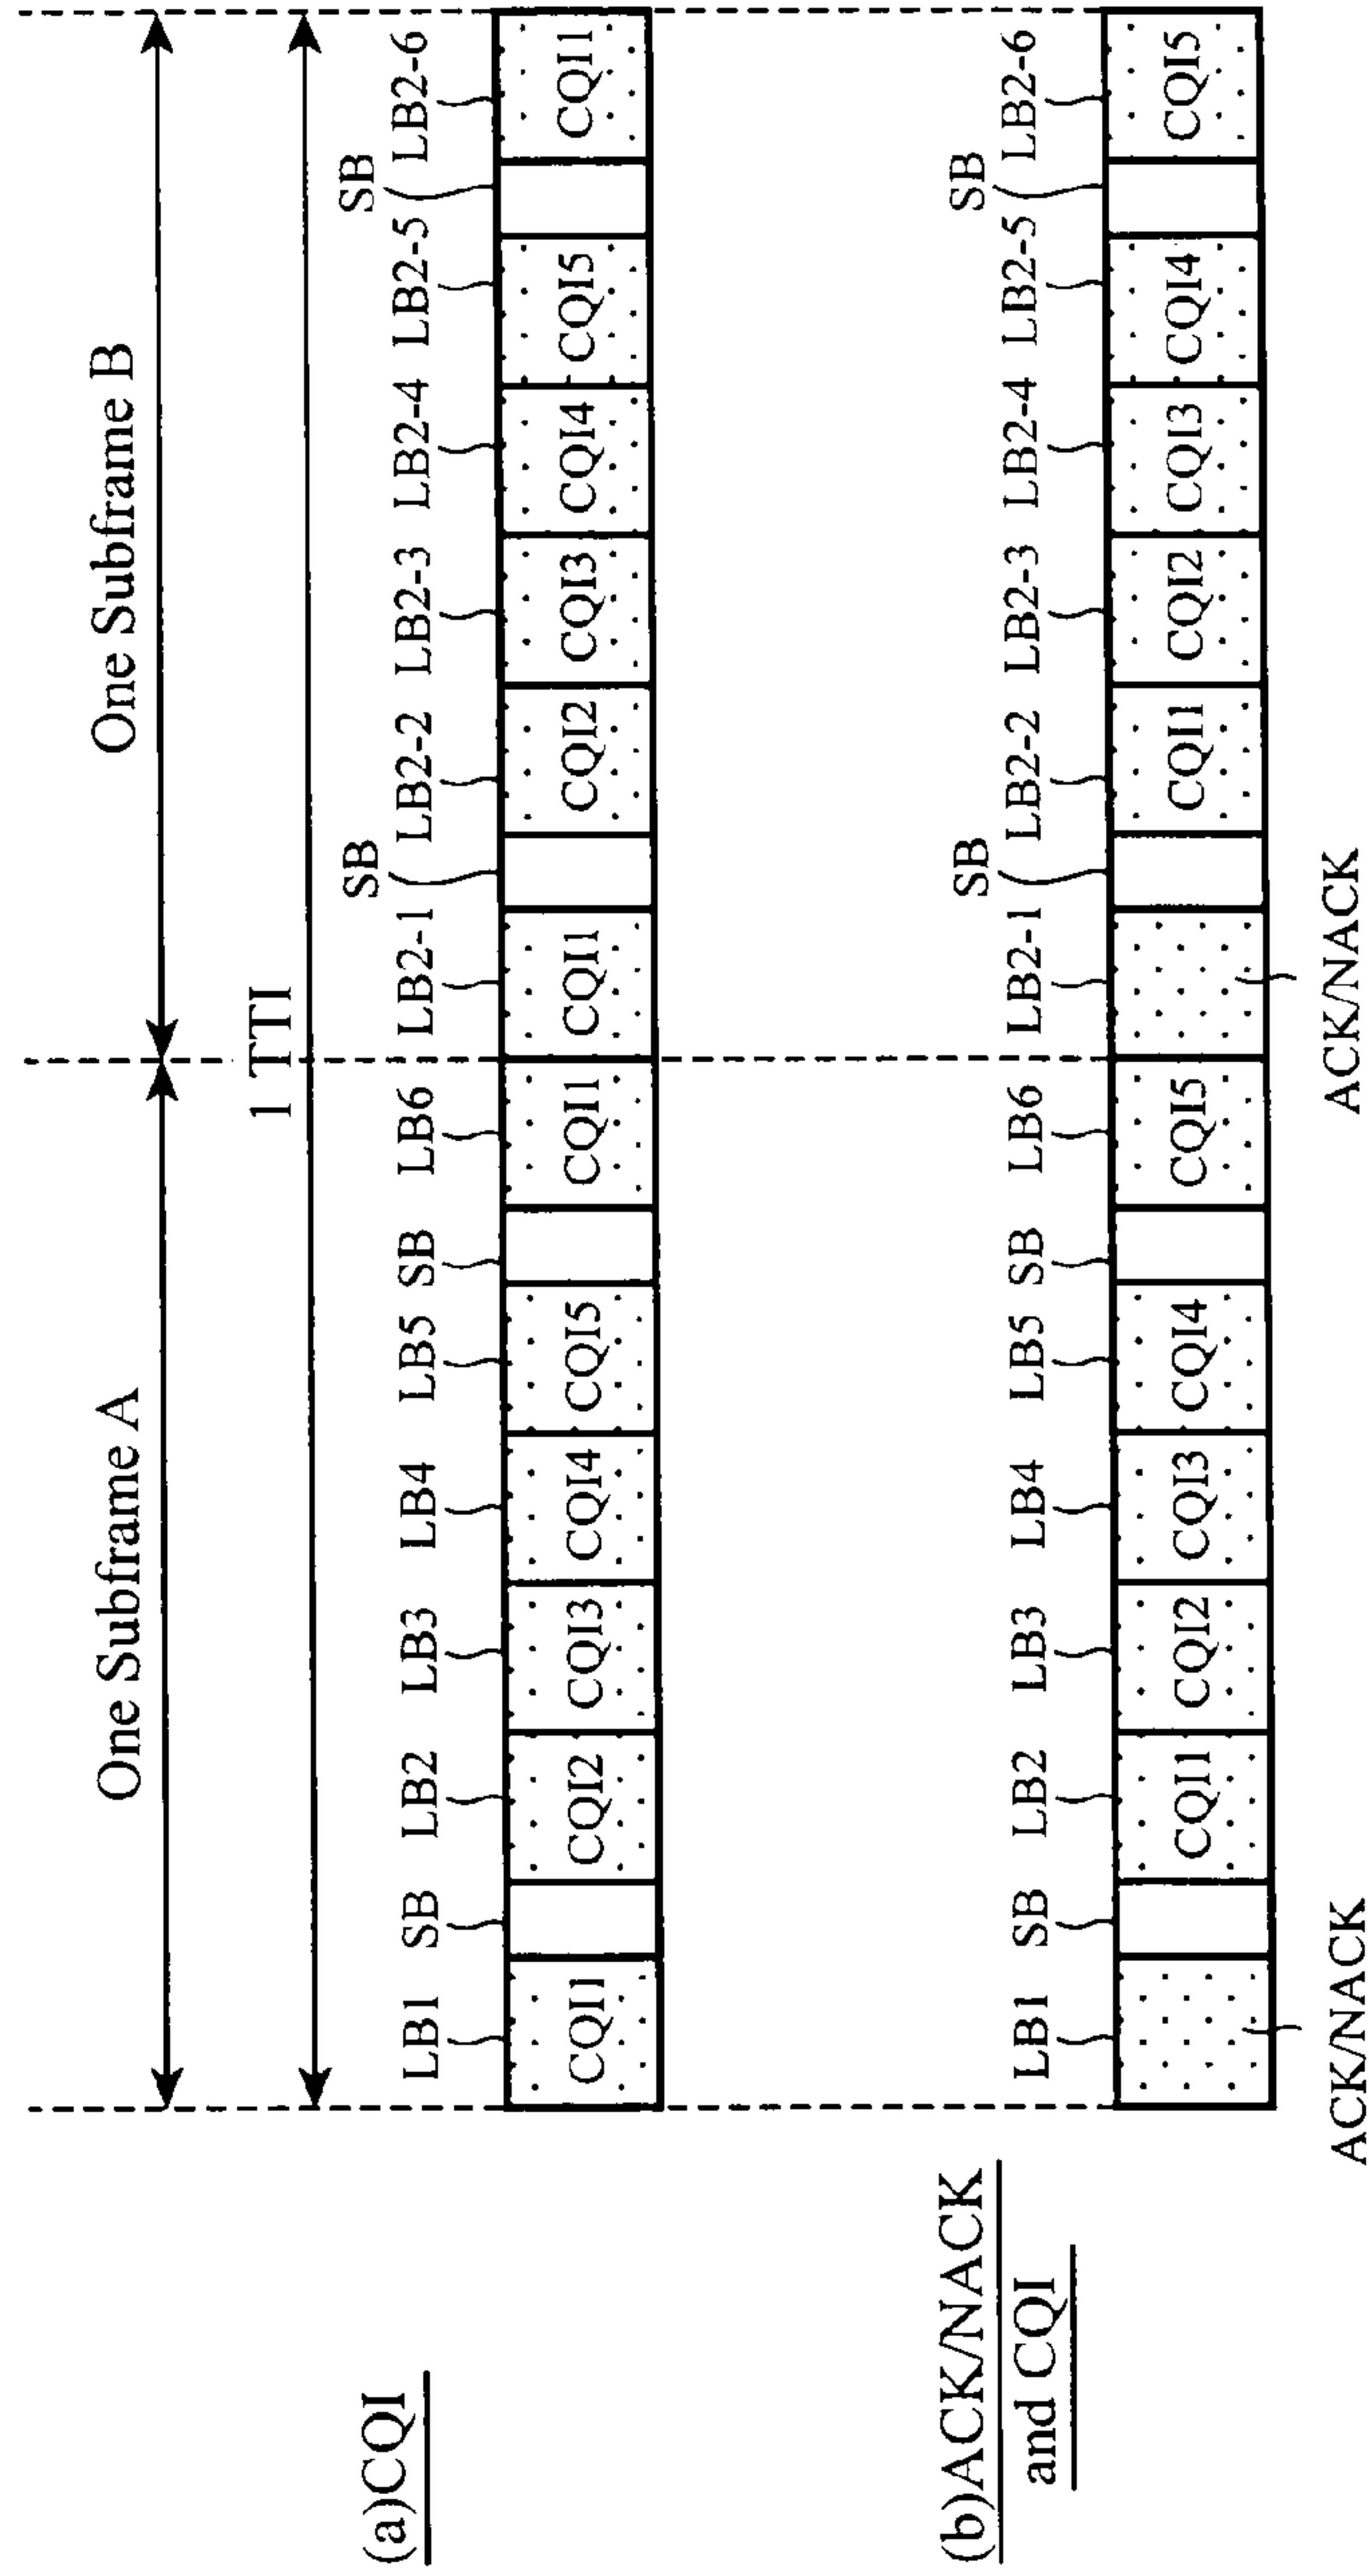 One Subframe A
One Subframe B
1 TTI
(a)CQI
LB1 SB LB2 LB3 LB4 LB5 SB LB6 LB2-1 SB LB2-2 LB2-3 LB2-4 LB2-5 SB LB2-6
CQI1 CQI2 CQI3 CQI4 CQI5 CQI1 CQI1 CQI2 CQI3 CQI4 CQI5 CQI1
(b)ACK/NACK
and CQI
LB1 SB LB2 LB3 LB4 LB5 SB LB6 LB2-1 SB LB2-2 LB2-3 LB2-4 LB2-5 SB LB2-6
CQI1 CQI2 CQI3 CQI4 CQI5 CQI1 CQI2 CQI3 CQI4 CQI5
ACK/NACK
ACK/NACK